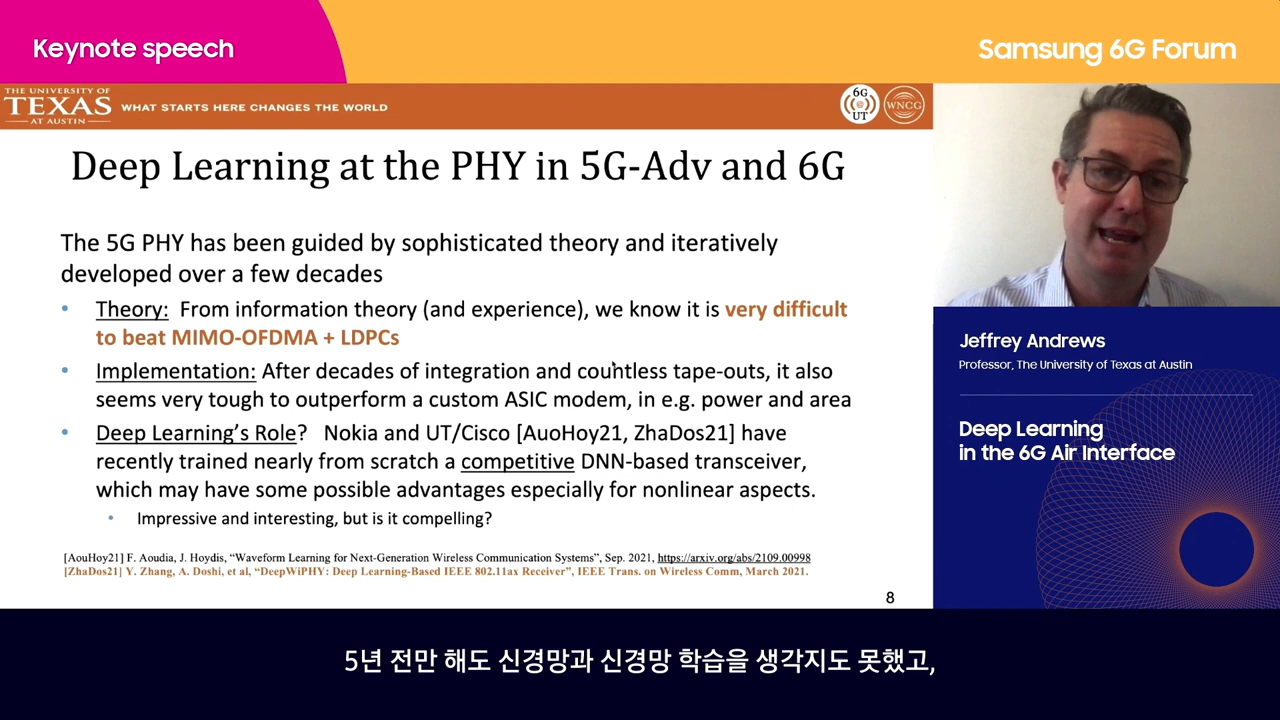 Keynote speech
Samsung 6G Forum
THE UNIVERSITY OF
TEXAS
AT AUSTIN
WHAT STARTS HERE CHANGES THE WORLD
6G
UT
WNCG
Deep Learning at the PHY in 5G-Adv and 6G
The 5G PHY has been guided by sophisticated theory and iteratively
developed over a few decades
• Theory: From information theory (and experience), we know it is very difficult
to beat MIMO-OFDMA + LDPCs
• Implementation: After decades of integration and countless tape-outs, it also
seems very tough to outperform a custom ASIC modem, in e.g. power and area
• Deep Learning's Role? Nokia and UT/Cisco [AuoHoy21, ZhaDos21] have
recently trained nearly from scratch a competitive DNN-based transceiver,
which may have some possible advantages especially for nonlinear aspects.
• Impressive and interesting, but is it compelling?
[AouHoy21] F. Aoudia, J. Hoydis, “Waveform Learning for Next-Generation Wireless Communication Systems”, Sep. 2021, https://arxiv.org/abs/2109.00998
[ZhaDos21] Y. Zhang, A. Doshi, et al, “DeepWiPHY: Deep Learning-Based IEEE 802.11ax Receiver”, IEEE Trans. on Wireless Comm, March 2021.
8
Jeffrey Andrews
Professor, The University of Texas at Austin
Deep Learning
in the 6G Air Interface
5년 전만 해도 신경망과 신경망 학습을 생각지도 못했고,